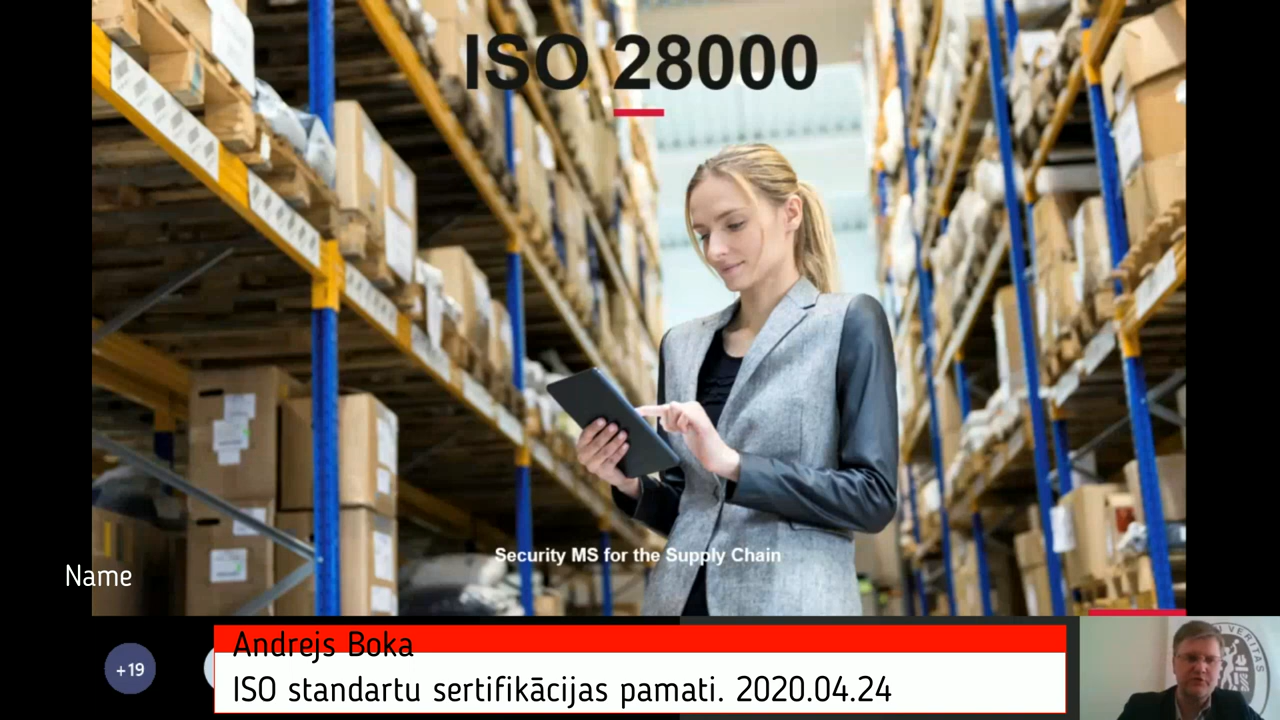 ISO 28000
Security MS for the Supply Chain
Name
+19
Andrejs Boka
ISO standartu sertifikācijas pamati. 2020.04.24